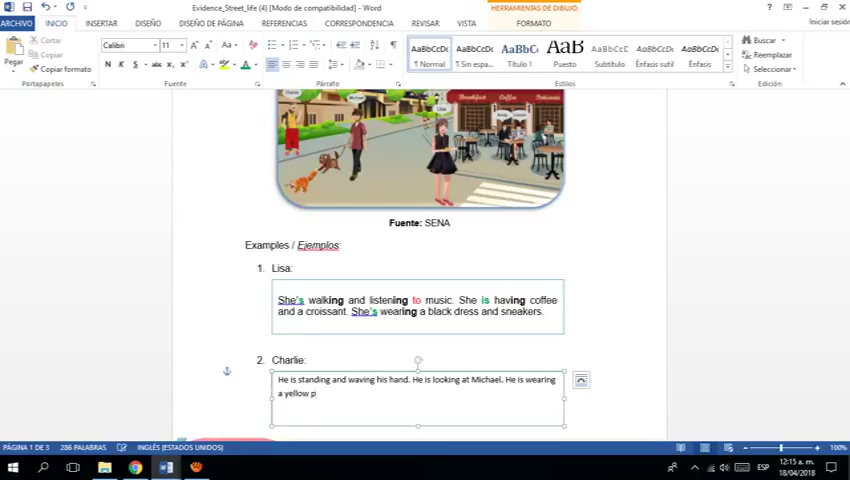 Evidence_Street_life (4) [Modo de compatibilidad] - Word
HERRAMIENTAS DE DIBUJO
ARCHIVO INICIO INSERTAR DISEÑO DISEÑO DE PÁGINA REFERENCIAS CORRESPONDENCIA REVISAR VISTA FORMATO Iniciar sesión
Cortar
Copiar
Copiar formato
Pegar
Portapapeles
Calibri 11
N K S
Fuente
Párrafo
AaBbCcDc AaBbCcDc AaBbCc AaB AaBbCcC AaBbCcDc AaBbCcDc
¶ Normal ¶ Sin espa... Título 1 Puesto Subtítulo Énfasis sutil Énfasis
Estilos
Buscar
Reemplazar
Seleccionar
Edición
Charlie
Michael
Lisa
Breakfast Coffee
Fuente: SENA
Examples / Ejemplos:
1. Lisa:
She's walking and listening to music. She is having coffee
and a croissant. She's wearing a black dress and sneakers.
2. Charlie:
He is standing and waving his hand. He is looking at Michael. He is wearing
a yellow p
PÁGINA 1 DE 3 286 PALABRAS INGLÉS (ESTADOS UNIDOS) 100%
ESP
12:15 a. m.
18/04/2018